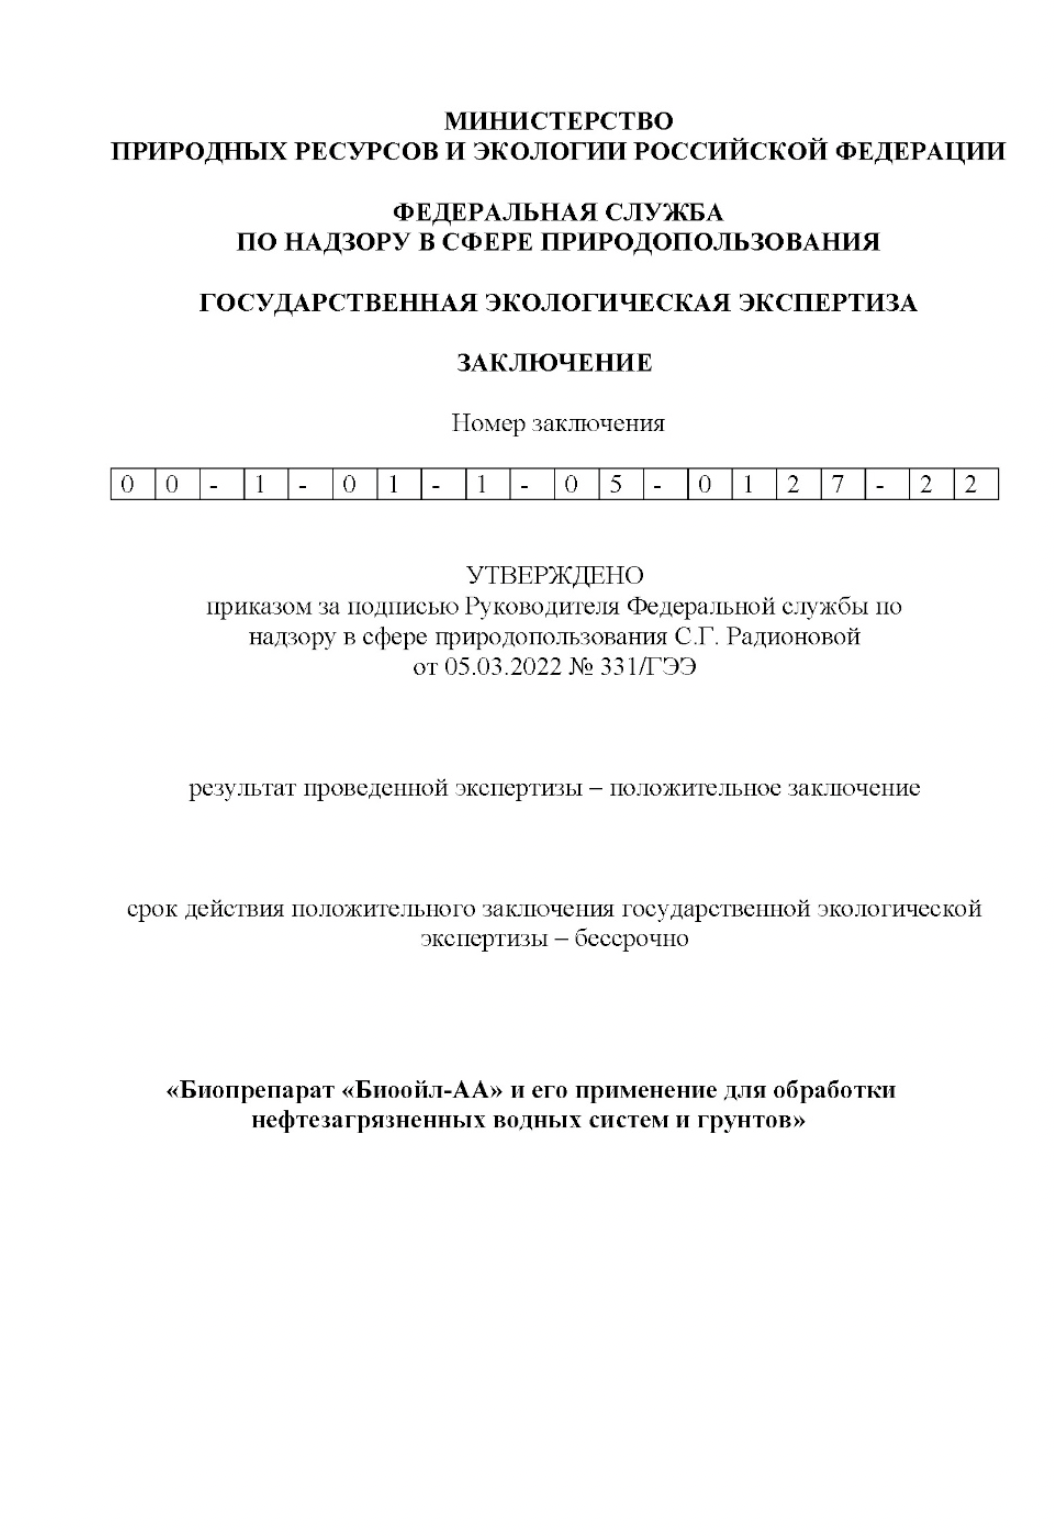 МИНИСТЕРСТВО
ПРИРОДНЫХ РЕСУРСОВ И ЭКОЛОГИИ РОССИЙСКОЙ ФЕДЕРАЦИИ
ФЕДЕРАЛЬНАЯ СЛУЖБА
ПО НАДЗОРУ В СФЕРЕ ПРИРОДОПОЛЬЗОВАНИЯ
ГОСУДАРСТВЕННАЯ ЭКОЛОГИЧЕСКАЯ ЭКСПЕРТИЗА
ЗАКЛЮЧЕНИЕ
Номер заключения
0 0 - 1 - 0 1 - 1 - 0 5 - 0 1 2 7 - 2 2
УТВЕРЖДЕНО
приказом за подписью Руководителя Федеральной службы по
надзору в сфере природопользования С.Г. Радионовой
от 05.03.2022 № 331/ГЭЭ
результат проведенной экспертизы – положительное заключение
срок действия положительного заключения государственной экологической
экспертизы – бессрочно
«Биопрепарат «Биоойл-АА» и его применение для обработки
нефтезагрязненных водных систем и грунтов»